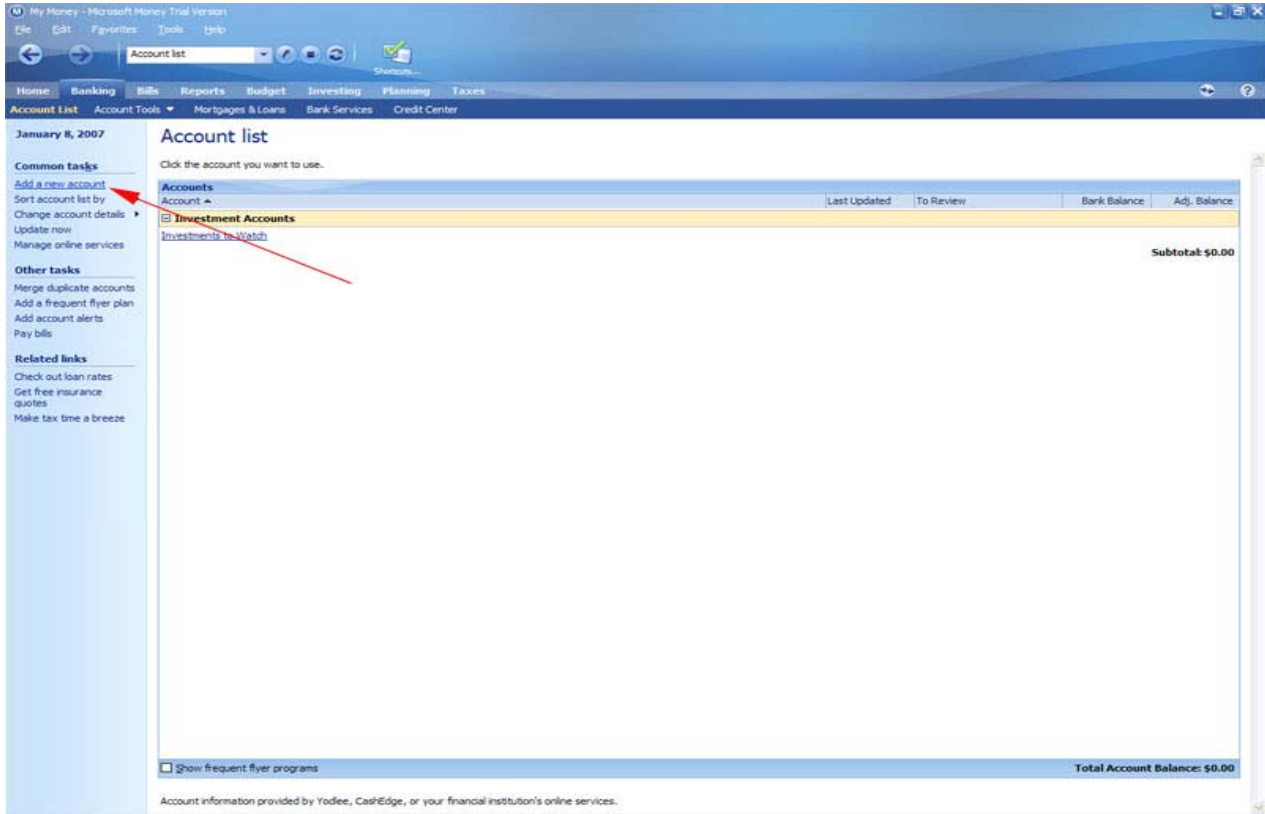 My Money - Microsoft Money Trial Version
File Edit Favorites Tools Help
Account list
Shortcuts...
Home Banking Bills Reports Budget Investing Planning Taxes
Account List Account Tools Mortgages & Loans Bank Services Credit Center
January 8, 2007
Common tasks
Add a new account
Sort account list by
Change account details
Update now
Manage online services
Other tasks
Merge duplicate accounts
Add a frequent flyer plan
Add account alerts
Pay bills
Related links
Check out loan rates
Get free insurance
quotes
Make tax time a breeze
Account list
Click the account you want to use.
Accounts
Account Last Updated To Review Bank Balance Adj. Balance
Investment Accounts
Investments to Watch
Subtotal: $0.00
Show frequent flyer programs Total Account Balance: $0.00
Account information provided by Yodlee, CashEdge, or your financial institution's online services.